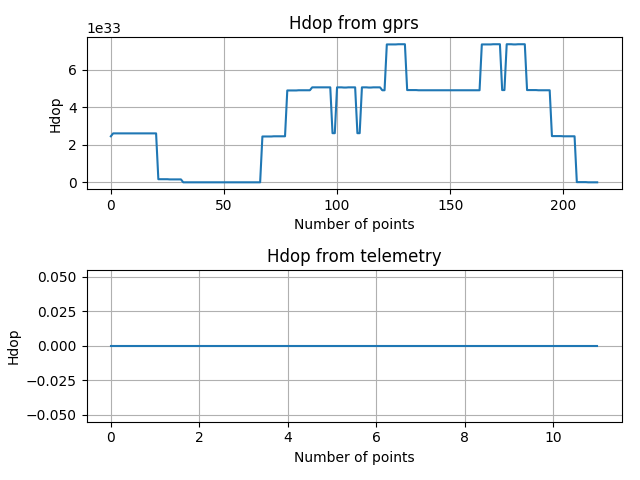 Hdop from gprs
1e33
6
4
2
0
Hdop
0 50 100 150 200
Number of points
Hdop from telemetry
0.050
0.025
0.000
−0.025
−0.050
Hdop
0 2 4 6 8 10
Number of points